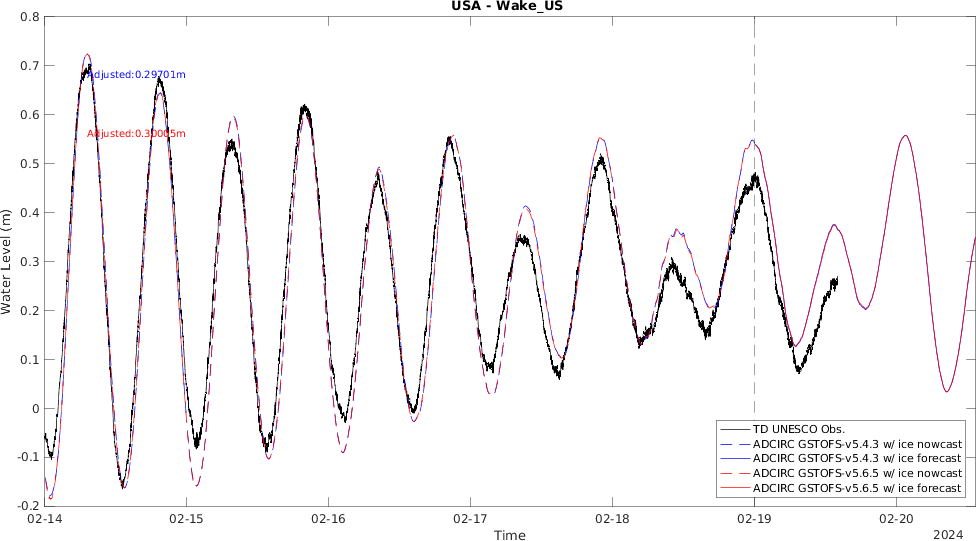 USA - Wake_US
0.8
0.7
0.6
0.5
0.4
0.3
0.2
0.1
0
-0.1
-0.2
Water Level (m)
Adjusted:0.29701m
Adjusted:0.30005m
TD UNESCO Obs.
ADCIRC GSTOFS-v5.4.3 w/ ice nowcast
ADCIRC GSTOFS-v5.4.3 w/ ice forecast
ADCIRC GSTOFS-v5.6.5 w/ ice nowcast
ADCIRC GSTOFS-v5.6.5 w/ ice forecast
02-14 02-15 02-16 02-17 02-18 02-19 02-20
Time
2024